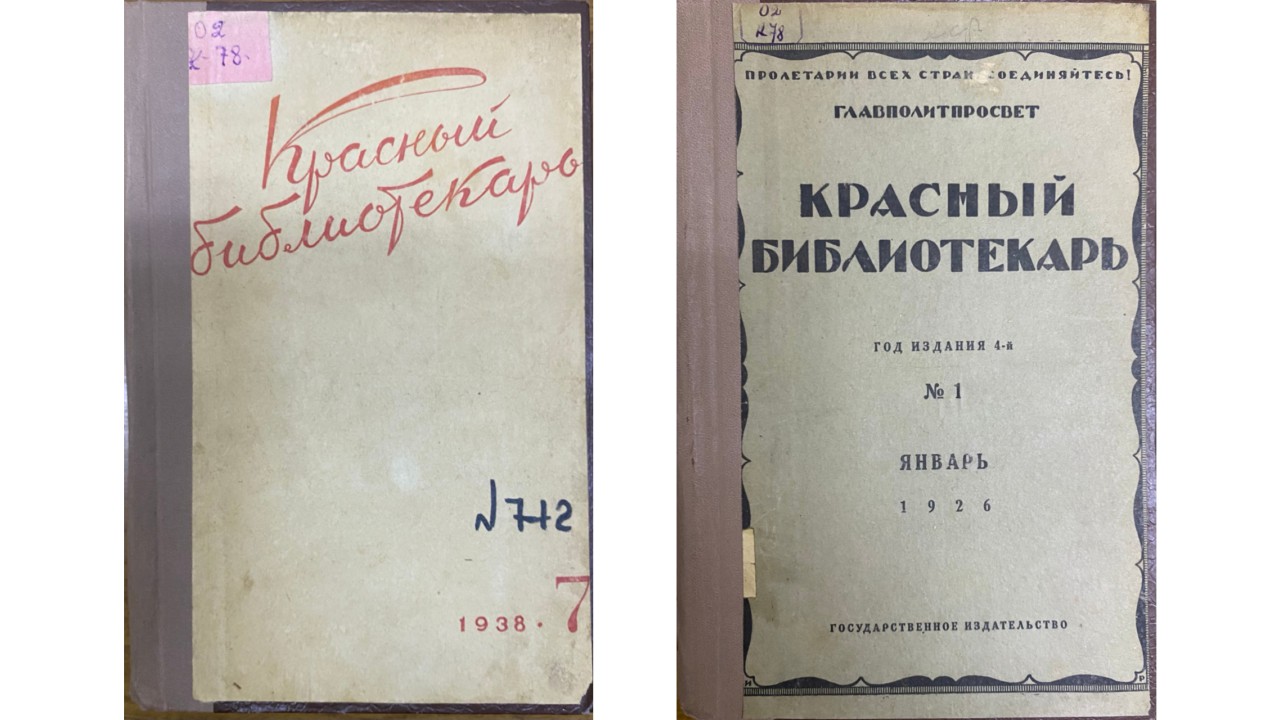 02
К 78.
Красный
библиотекарь
N 7-12
1938 · 7
02
К78
ПРОЛЕТАРИИ ВСЕХ СТРАН СОЕДИНЯЙТЕСЬ!
ГЛАВПОЛИТПРОСВЕТ
КРАСНЫЙ
БИБЛИОТЕКАРЬ
ГОД ИЗДАНИЯ 4-й
№ 1
ЯНВАРЬ
1926
ГОСУДАРСТВЕННОЕ ИЗДАТЕЛЬСТВО
И Р